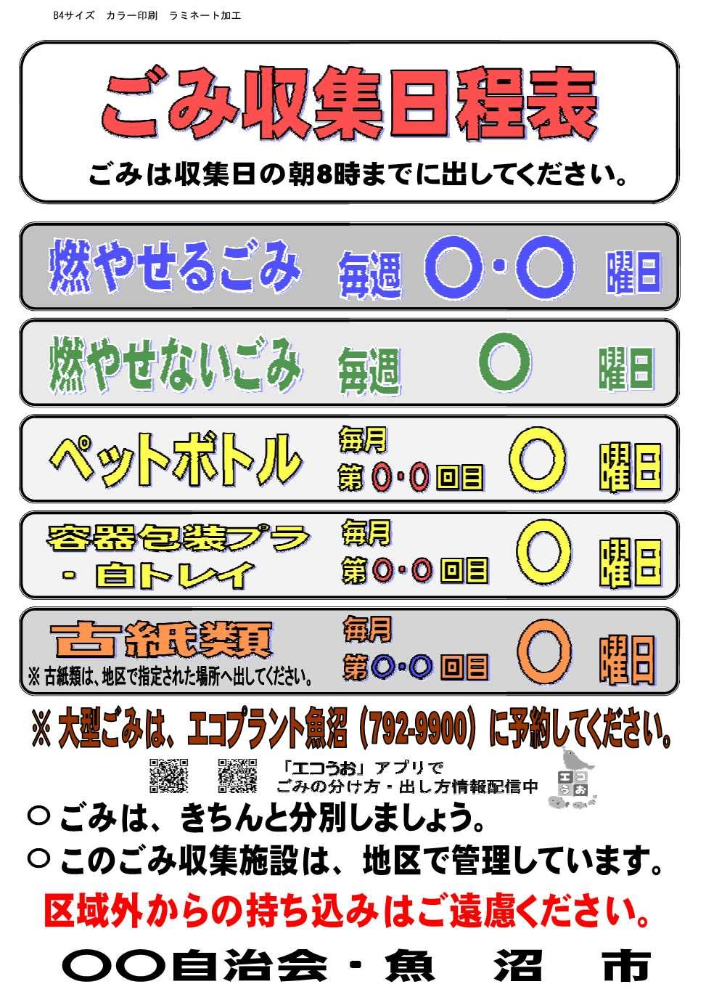 B4サイズ　カラー印刷　ラミネート加工
ごみ収集日程表
ごみは収集日の朝8時までに出してください。
燃やせるごみ　毎週　〇・〇　曜日
燃やせないごみ　毎週　〇　曜日
ペットボトル　毎月　第〇・〇回目　〇　曜日
容器包装プラ
・白トレイ　毎月　第〇・〇回目　〇　曜日
古紙類　毎月　第〇・〇回目　〇　曜日
※ 古紙類は、地区で指定された場所へ出してください。
※ 大型ごみは、エコプラント魚沼（792-9900）に予約してください。
「エコうお」アプリで
ごみの分け方・出し方情報配信中
エコ
うお
〇 ごみは、きちんと分別しましょう。
〇 このごみ収集施設は、地区で管理しています。
区域外からの持ち込みはご遠慮ください。
〇〇自治会・魚　沼　市